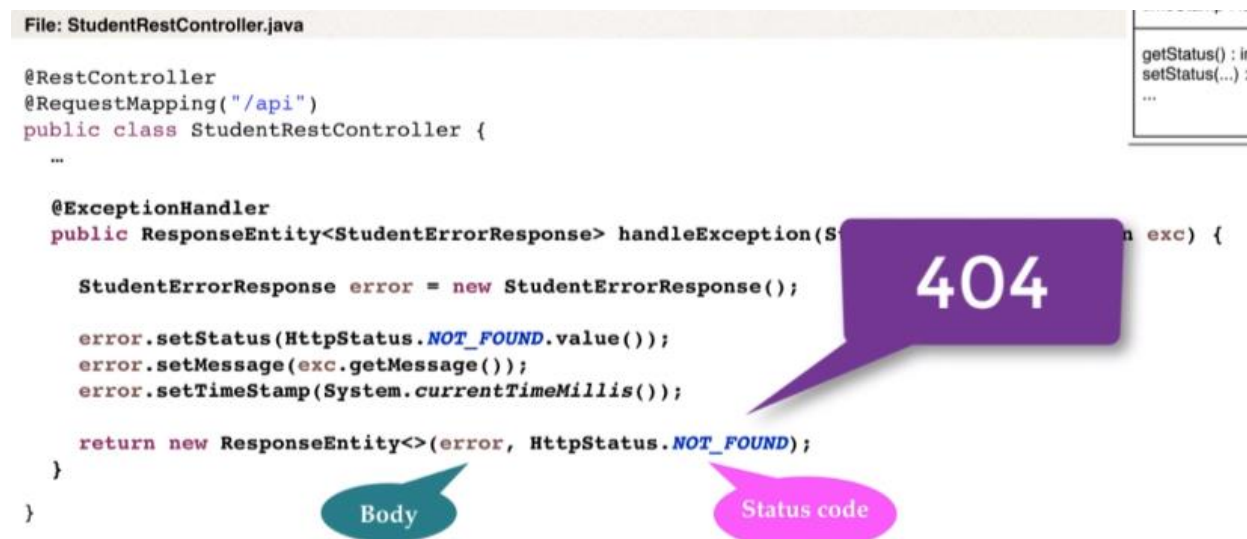 File: StudentRestController.java
getStatus() :
setStatus(...) :
...
@RestController
@RequestMapping("/api")
public class StudentRestController {
…
@ExceptionHandler
public ResponseEntity<StudentErrorResponse> handleException( exc) {
404
StudentErrorResponse error = new StudentErrorResponse();
error.setStatus(HttpStatus.NOT_FOUND.value());
error.setMessage(exc.getMessage());
error.setTimeStamp(System.currentTimeMillis());
return new ResponseEntity<>(error, HttpStatus.NOT_FOUND);
}
Body
Status code
}